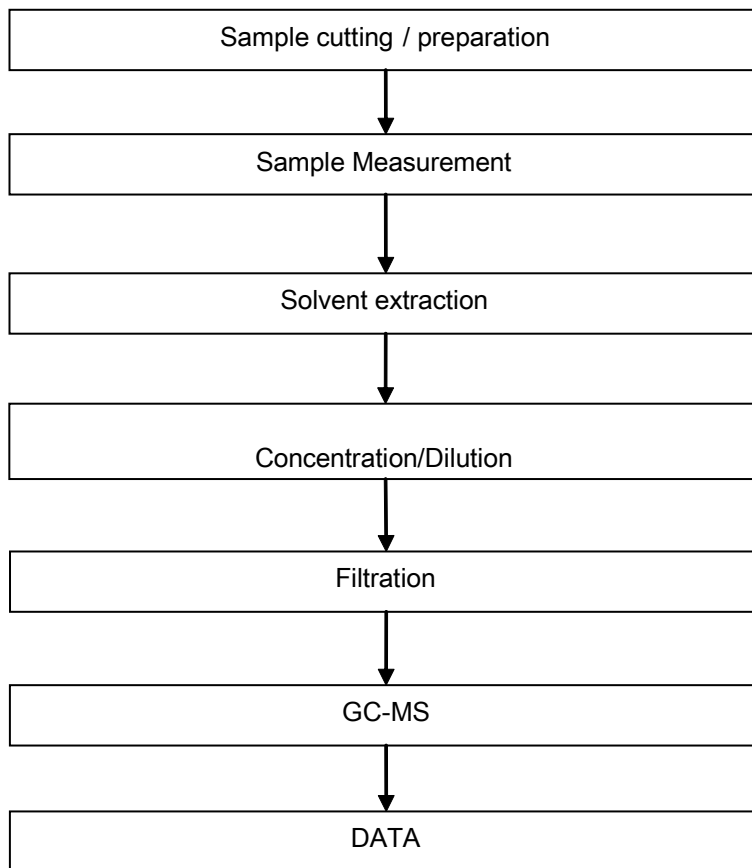 Sample cutting / preparation
Sample Measurement
Solvent extraction
Concentration/Dilution
Filtration
GC-MS
DATA